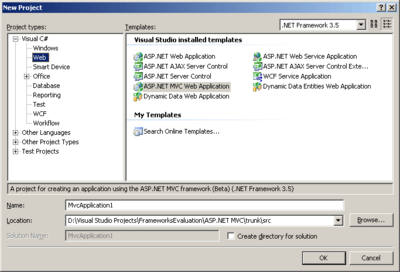 New Project
Project types:
Templates:
.NET Framework 3.5
Visual C#
Windows
Web
Smart Device
Office
Database
Reporting
Test
WCF
Workflow
Other Languages
Other Project Types
Test Projects
Visual Studio installed templates
ASP.NET Web Application
ASP.NET Web Service Application
ASP.NET AJAX Server Control
ASP.NET AJAX Server Control Exte...
ASP.NET Server Control
WCF Service Application
ASP.NET MVC Web Application
Dynamic Data Entities Web Application
Dynamic Data Web Application
My Templates
Search Online Templates...
A project for creating an application using the ASP.NET MVC framework (Beta) (.NET Framework 3.5)
Name:
MvcApplication1
Location:
D:\Visual Studio Projects\FrameworksEvaluation\ASP.NET MVC\trunk\src
Browse...
Solution Name:
MvcApplication1
Create directory for solution
OK
Cancel